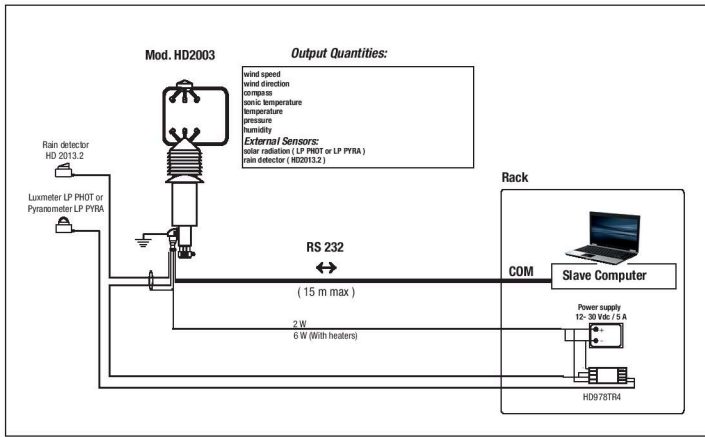 Mod. HD2003
Output Quantities:
wind speed
wind direction
compass
sonic temperature
temperature
pressure
humidity
External Sensors:
solar radiation ( LP PHOT or LP PYRA )
rain detector ( HD2013.2 )
Rain detector
HD 2013.2
Luxmeter LP PHOT or
Pyranometer LP PYRA
Rack
RS 232
COM
Slave Computer
( 15 m max )
Power supply
12- 30 Vdc / 5 A
+
-
2 W
6 W (With heaters)
HD978TR4